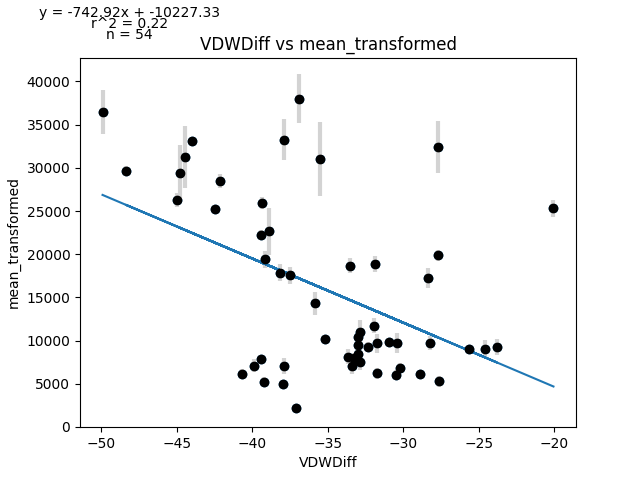 y = -742.92x + -10227.33
r^2 = 0.22
n = 54
VDWDiff vs mean_transformed
40000
35000
30000
25000
20000
15000
10000
5000
0
mean_transformed
−50 −45 −40 −35 −30 −25 −20
VDWDiff